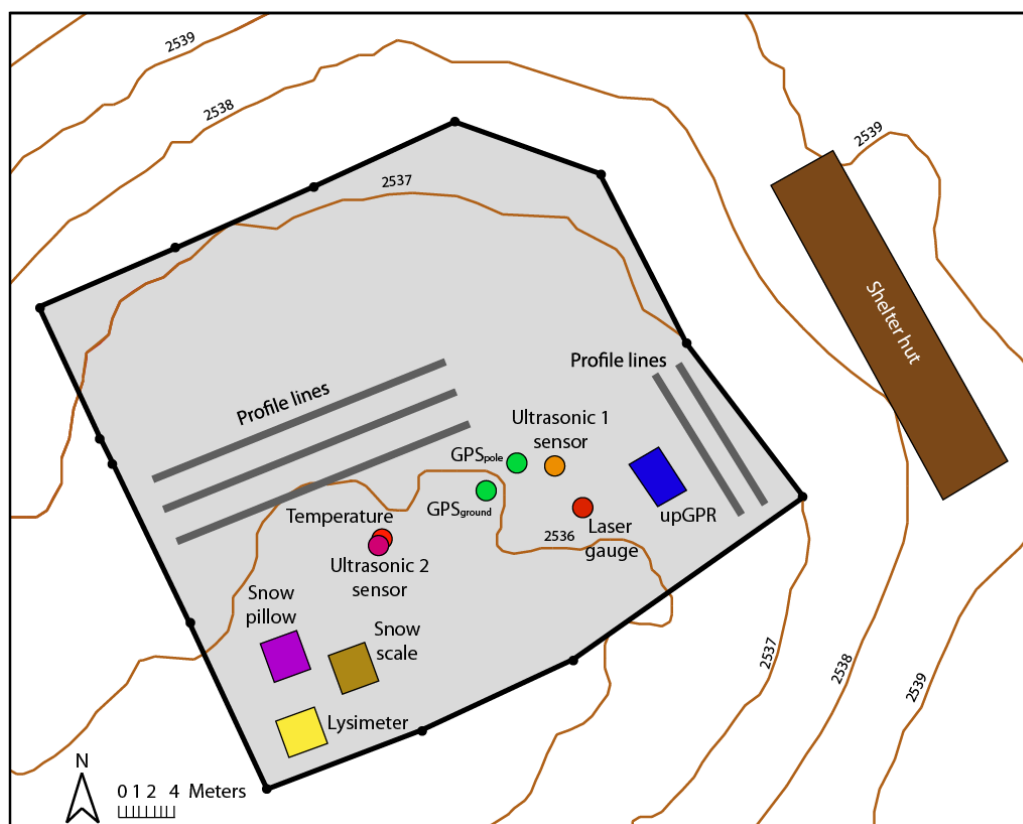 2539
2538
2539
2537
Shelter hut
Profile lines
Profile lines
Ultrasonic 1
sensor
GPSpole
GPSground
upGPR
Laser
gauge
2536
Temperature
Ultrasonic 2
sensor
Snow
pillow
Snow
scale
Lysimeter
2537
2538
2539
N
0 1 2 4 Meters